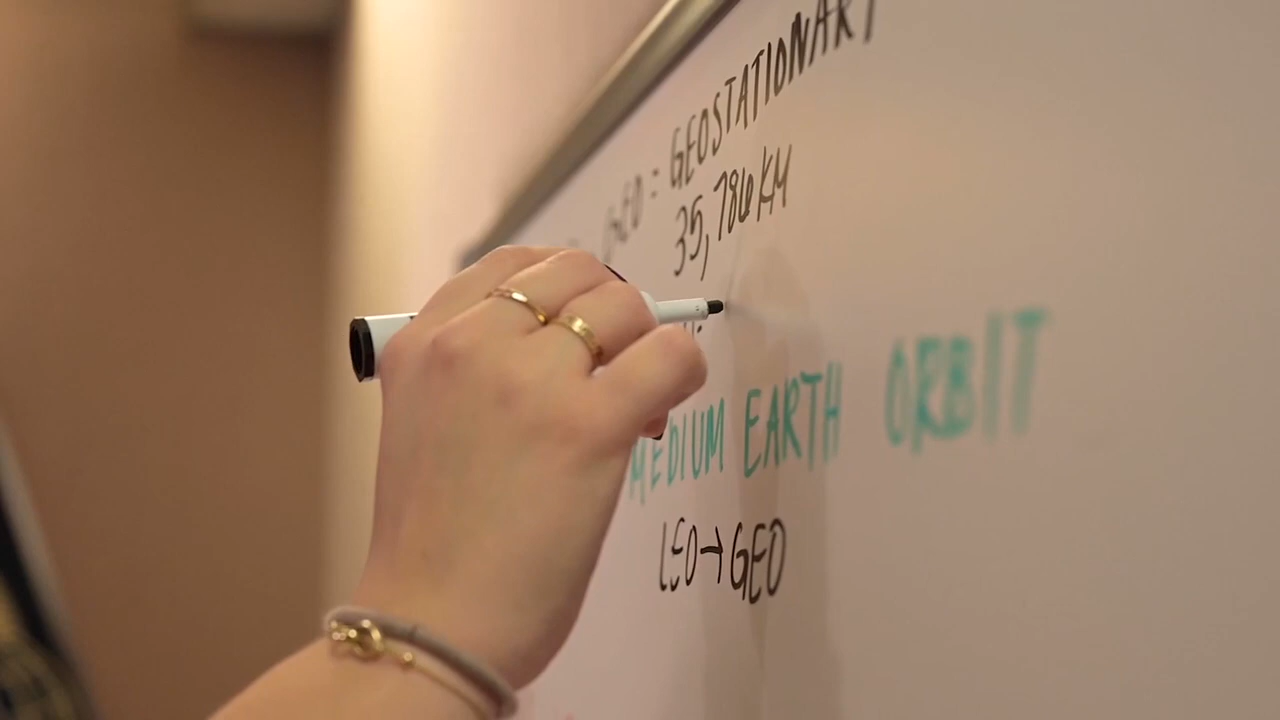 GEO = GEOSTATIONARY
35,786 KM
MEDIUM EARTH ORBIT
LEO→GEO